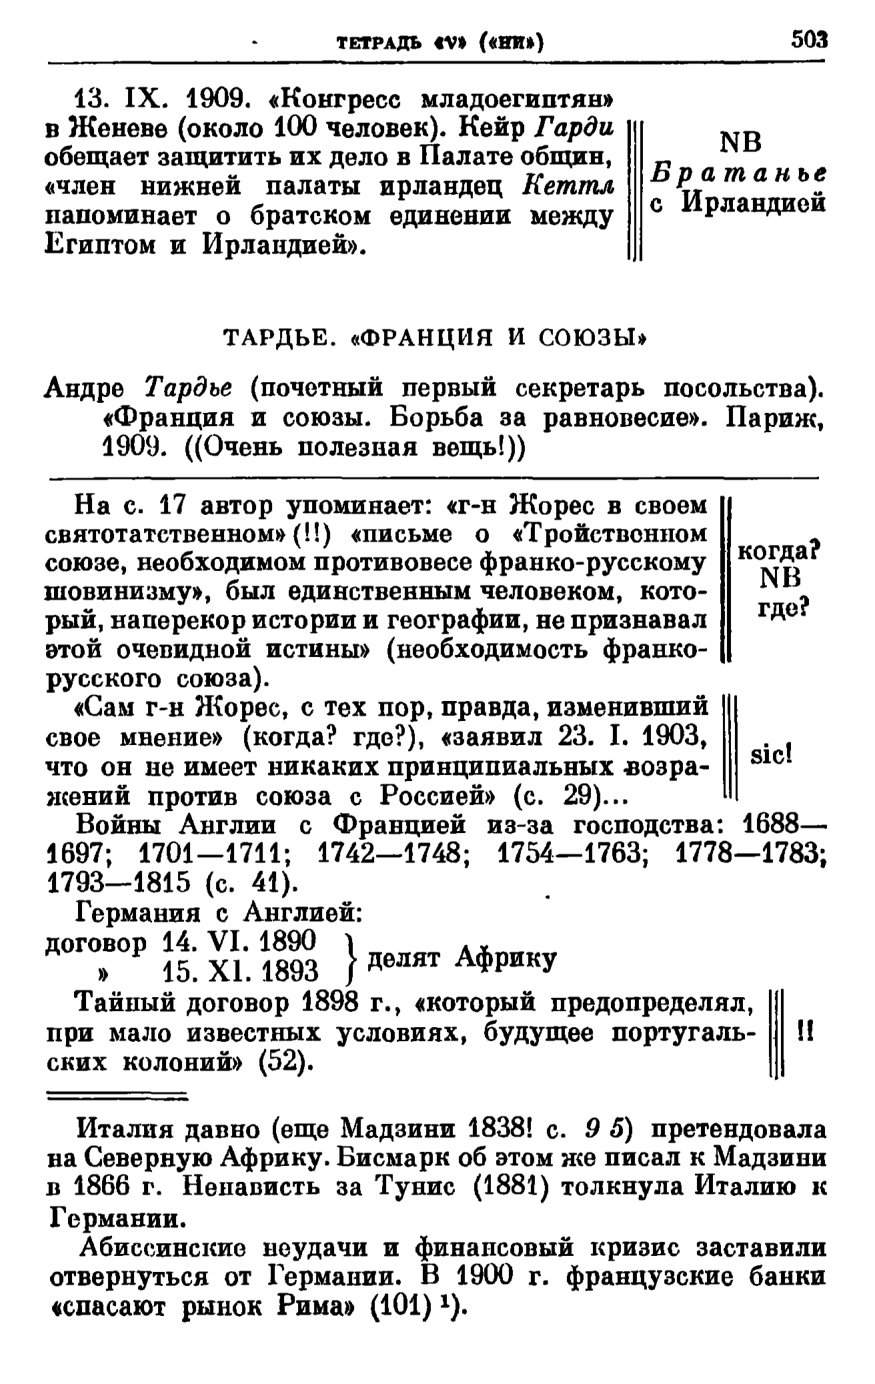 ТЕТРАДЬ «ν» («НИ») 503
13. IX. 1909. «Конгресс младоегиптян»
в Женеве (около 100 человек). Кейр Гарди
обещает защитить их дело в Палате общин,
«член нижней палаты ирландец Кеттл
напоминает о братском единении между
Египтом и Ирландией».
NB
Братанье
с Ирландией
ТАРДЬЕ. «ФРАНЦИЯ И СОЮЗЫ»
Андре Тардье (почетный первый секретарь посольства).
«Франция и союзы. Борьба за равновесие». Париж,
1909. ((Очень полезная вещь!))
На с. 17 автор упоминает: «г-н Жорес в своем
святотатственном» (!!) «письме о «Тройственном
союзе, необходимом противовесе франко-русскому
шовинизму», был единственным человеком, кото-
рый, наперекор истории и географии, не признавал
этой очевидной истины» (необходимость франко-
русского союза).
когда?
NB
где?
«Сам г-н Жорес, с тех пор, правда, изменивший
свое мнение» (когда? где?), «заявил 23. I. 1903,
что он не имеет никаких принципиальных возра-
жений против союза с Россией» (с. 29)...
sic!
Войны Англии с Францией из-за господства: 1688—
1697; 1701—1711; 1742—1748; 1754—1763; 1778—1783;
1793—1815 (с. 41).
Германия с Англией:
договор 14. VI. 1890
» 15. XI. 1893 } делят Африку
Тайный договор 1898 г., «который предопределял,
при мало известных условиях, будущее португаль-
ских колоний» (52).
!!
Италия давно (еще Мадзини 1838! с. 95) претендовала
на Северную Африку. Бисмарк об этом же писал к Мадзини
в 1866 г. Ненависть за Тунис (1881) толкнула Италию к
Германии.
Абиссинские неудачи и финансовый кризис заставили
отвернуться от Германии. В 1900 г. французские банки
«спасают рынок Рима» (101) ¹).